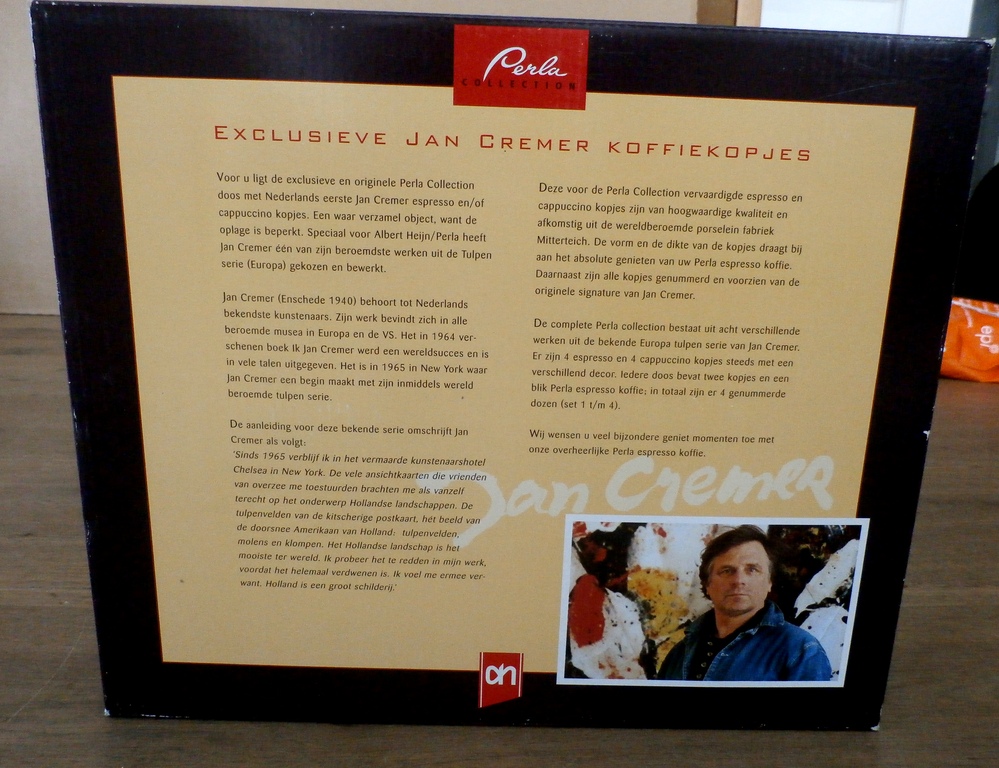 Perla
COLLECTION
EXCLUSIEVE JAN CREMER KOFFIEKOPJES
Voor u ligt de exclusieve en originele Perla Collection
doos met Nederlands eerste Jan Cremer espresso en/of
cappuccino kopjes. Een waar verzamel object, want de
oplage is beperkt. Speciaal voor Albert Heijn/Perla heeft
Jan Cremer één van zijn beroemdste werken uit de Tulpen
serie (Europa) gekozen en bewerkt.
Jan Cremer (Enschede 1940) behoort tot Nederlands
bekendste kunstenaars. Zijn werk bevindt zich in alle
beroemde musea in Europa en de VS. Het in 1964 ver-
schenen boek Ik Jan Cremer werd een wereldsucces en is
in vele talen uitgegeven. Het is in 1965 in New York waar
Jan Cremer een begin maakt met zijn inmiddels wereld
beroemde tulpen serie.
De aanleiding voor deze bekende serie omschrijft Jan
Cremer als volgt:
'Sinds 1965 verblijf ik in het vermaarde kunstenaarshotel
Chelsea in New York. De vele ansichtkaarten die vrienden
van overzee me toestuurden brachten me als vanzelf
terecht op het onderwerp Hollandse landschappen. De
tulpenvelden van de kitscherige postkaart, hét beeld van
de doorsnee Amerikaan van Holland: tulpenvelden,
molens en klompen. Het Hollandse landschap is het
mooiste ter wereld. Ik probeer het te redden in mijn werk,
voordat het helemaal verdwenen is. Ik voel me ermee ver-
want. Holland is een groot schilderij.'
Deze voor de Perla Collection vervaardigde espresso en
cappuccino kopjes zijn van hoogwaardige kwaliteit en
afkomstig uit de wereldberoemde porselein fabriek
Mitterteich. De vorm en de dikte van de kopjes draagt bij
aan het absolute genieten van uw Perla espresso koffie.
Daarnaast zijn alle kopjes genummerd en voorzien van de
originele signature van Jan Cremer.
De complete Perla collection bestaat uit acht verschillende
werken uit de bekende Europa tulpen serie van Jan Cremer.
Er zijn 4 espresso en 4 cappuccino kopjes steeds met een
verschillend decor. Iedere doos bevat twee kopjes en een
blik Perla espresso koffie; in totaal zijn er 4 genummerde
dozen (set 1 t/m 4).
Wij wensen u veel bijzondere geniet momenten toe met
onze overheerlijke Perla espresso koffie.
Jan Cremer
ah